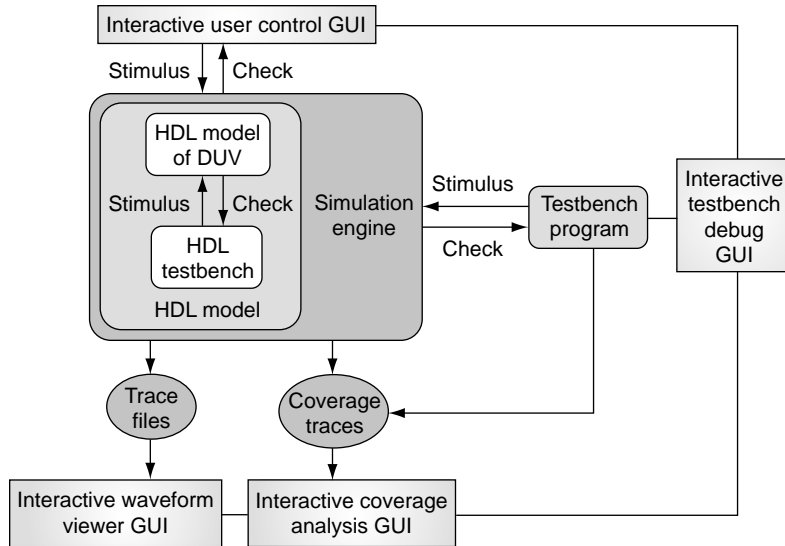 Interactive user control GUI
Stimulus
Check
HDL model
of DUV
Stimulus
Check
HDL
testbench
HDL model
Simulation
engine
Stimulus
Check
Testbench
program
Interactive
testbench
debug
GUI
Trace
files
Coverage
traces
Interactive waveform
viewer GUI
Interactive coverage
analysis GUI